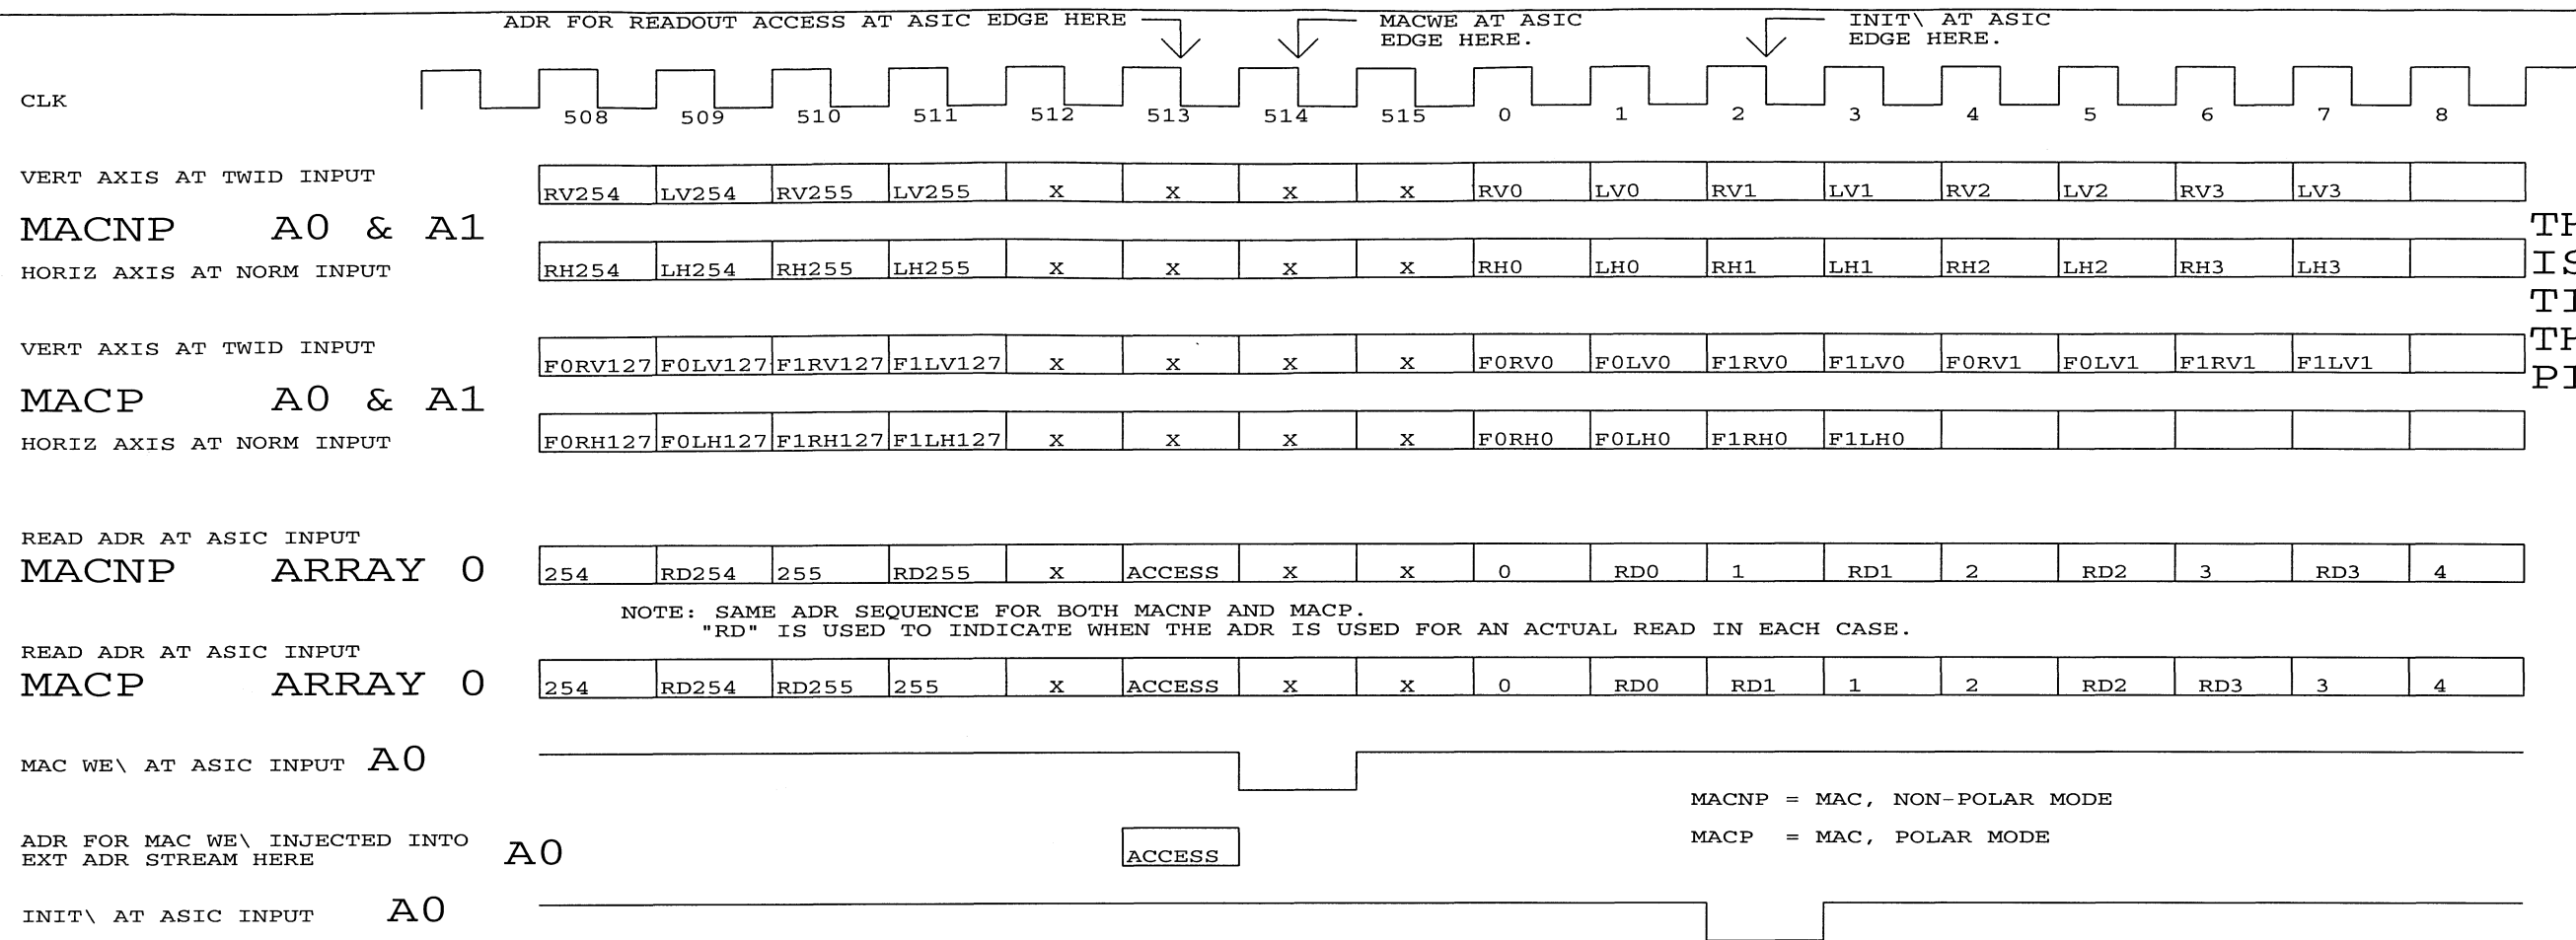 ADR FOR READOUT ACCESS AT ASIC EDGE HERE
MACWE AT ASIC
EDGE HERE.
INIT\ AT ASIC
EDGE HERE.
CLK
508 509 510 511 512 513 514 515 0 1 2 3 4 5 6 7 8
VERT AXIS AT TWID INPUT
RV254 LV254 RV255 LV255 X X X X RV0 LV0 RV1 LV1 RV2 LV2 RV3 LV3
MACNP A0 & A1
HORIZ AXIS AT NORM INPUT
RH254 LH254 RH255 LH255 X X X X RH0 LH0 RH1 LH1 RH2 LH2 RH3 LH3
TH
IS
TI
TH
PI
VERT AXIS AT TWID INPUT
F0RV127 F0LV127 F1RV127 F1LV127 X X X X F0RV0 F0LV0 F1RV0 F1LV0 F0RV1 F0LV1 F1RV1 F1LV1
MACP A0 & A1
HORIZ AXIS AT NORM INPUT
F0RH127 F0LH127 F1RH127 F1LH127 X X X X F0RH0 F0LH0 F1RH0 F1LH0
READ ADR AT ASIC INPUT
MACNP ARRAY 0
254 RD254 255 RD255 X ACCESS X X 0 RD0 1 RD1 2 RD2 3 RD3 4
NOTE: SAME ADR SEQUENCE FOR BOTH MACNP AND MACP.
"RD" IS USED TO INDICATE WHEN THE ADR IS USED FOR AN ACTUAL READ IN EACH CASE.
READ ADR AT ASIC INPUT
MACP ARRAY 0
254 RD254 RD255 255 X ACCESS X X 0 RD0 RD1 1 2 RD2 RD3 3 4
MAC WE\ AT ASIC INPUT A0
MACNP = MAC, NON-POLAR MODE
MACP = MAC, POLAR MODE
ADR FOR MAC WE\ INJECTED INTO
EXT ADR STREAM HERE
A0
ACCESS
INIT\ AT ASIC INPUT A0